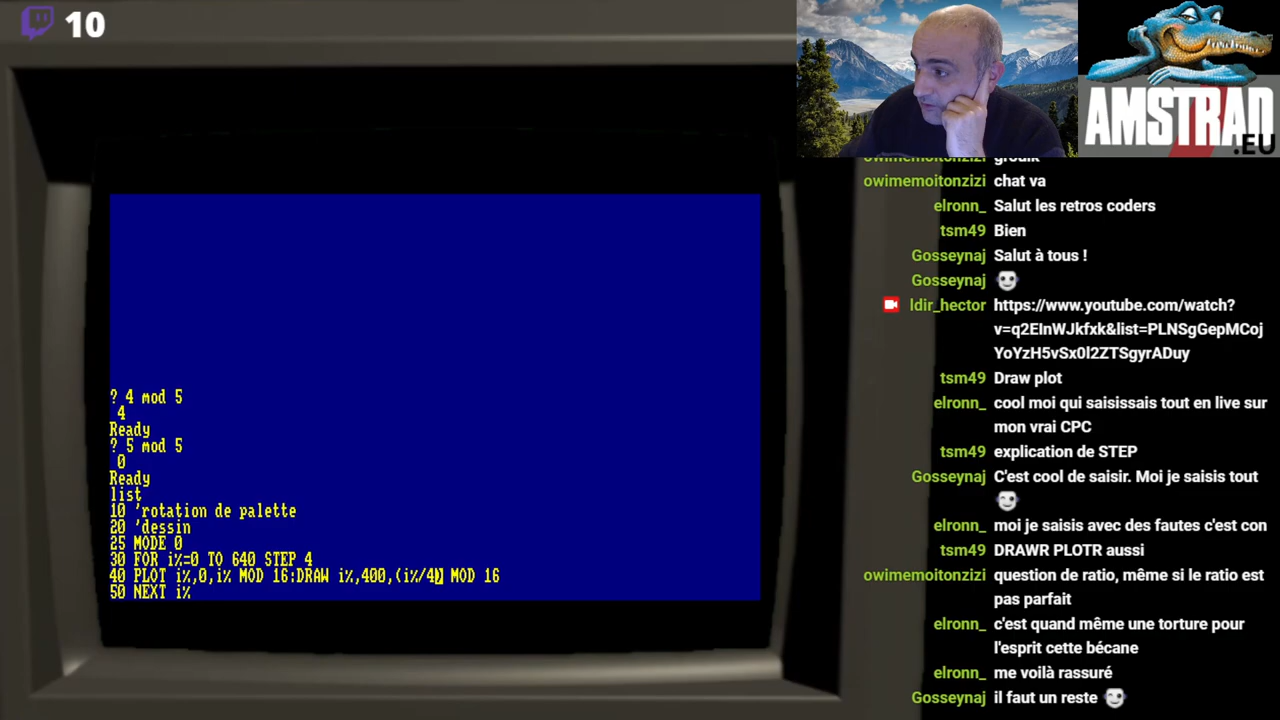 10
AMSTRAD
.EU
owimemoitonzizi groulk
owimemoitonzizi chat va
elronn_ Salut les retros coders
tsm49 Bien
Gosseynaj Salut à tous !
Gosseynaj
ldir_hector https://www.youtube.com/watch?
v=q2EInWJkfxk&list=PLNSgGepMCoj
YoYzH5vSx0l2ZTSgyrADuy
tsm49 Draw plot
elronn_ cool moi qui saisissais tout en live sur
mon vrai CPC
tsm49 explication de STEP
Gosseynaj C'est cool de saisir. Moi je saisis tout
elronn_ moi je saisis avec des fautes c'est con
tsm49 DRAWR PLOTR aussi
owimemoitonzizi question de ratio, même si le ratio est
pas parfait
elronn_ c'est quand même une torture pour
l'esprit cette bécane
elronn_ me voilà rassuré
Gosseynaj il faut un reste
? 4 mod 5
4
Ready
? 5 mod 5
0
Ready
list
10 'rotation de palette
20 'dessin
25 MODE 0
30 FOR i%=0 TO 640 STEP 4
40 PLOT i%,0,i% MOD 16:DRAW i%,400,(i%/4) MOD 16
50 NEXT i%